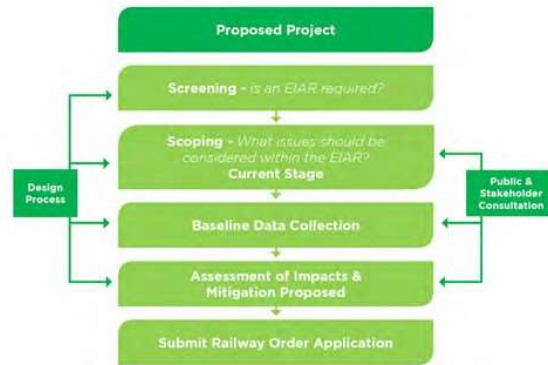 Proposed Project
Screening - is an EIAR required?
Scoping - What issues should be
considered within the EIAR?
Current Stage
Design
Process
Public &
Stakeholder
Consultation
Baseline Data Collection
Assessment of Impacts &
Mitigation Proposed
Submit Railway Order Application